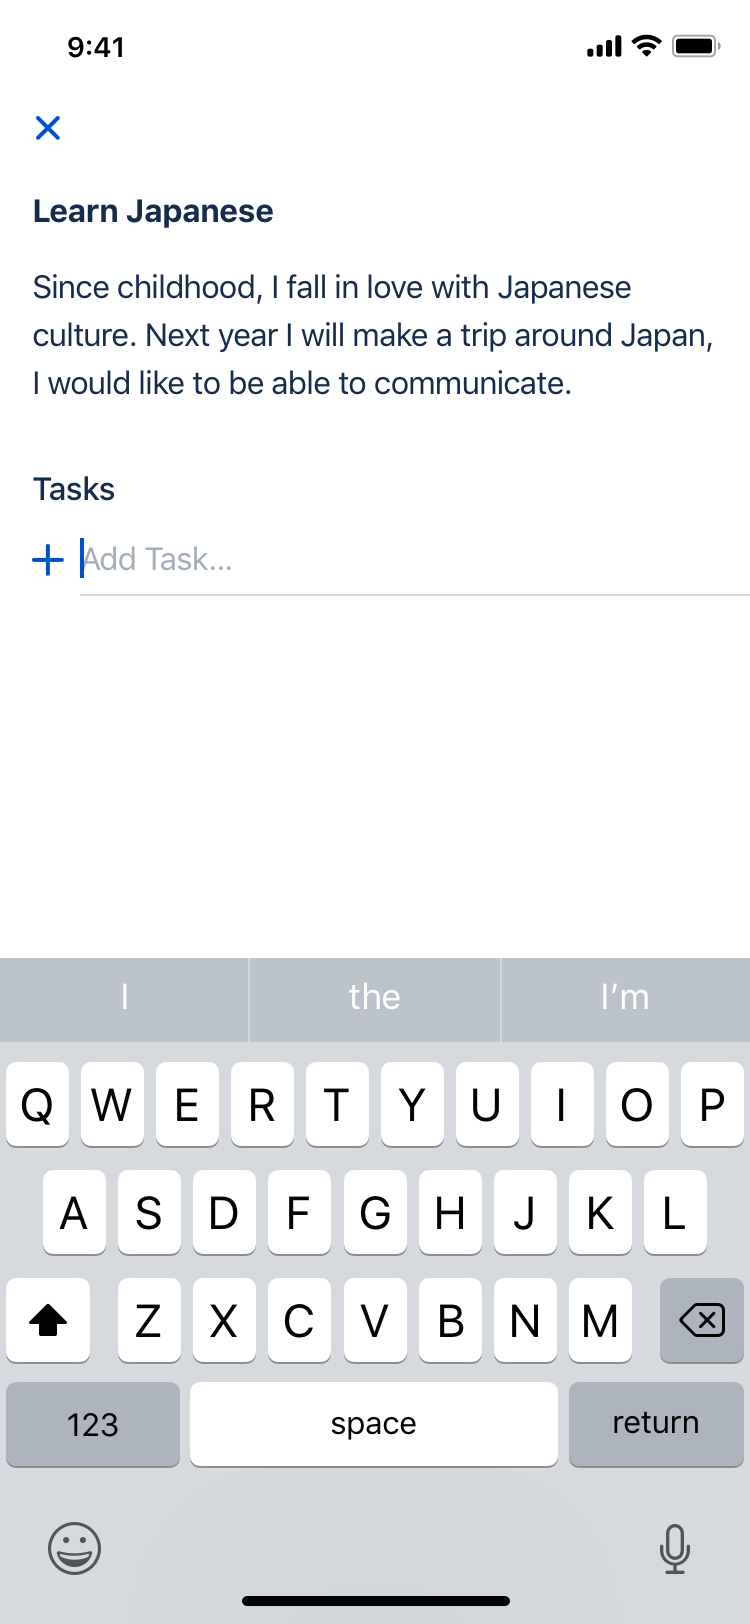 9:41
Learn Japanese
Since childhood, I fall in love with Japanese
culture. Next year I will make a trip around Japan,
I would like to be able to communicate.
Tasks
Add Task...
I the I’m
Q W E R T Y U I O P
A S D F G H J K L
Z X C V B N M
123 space return